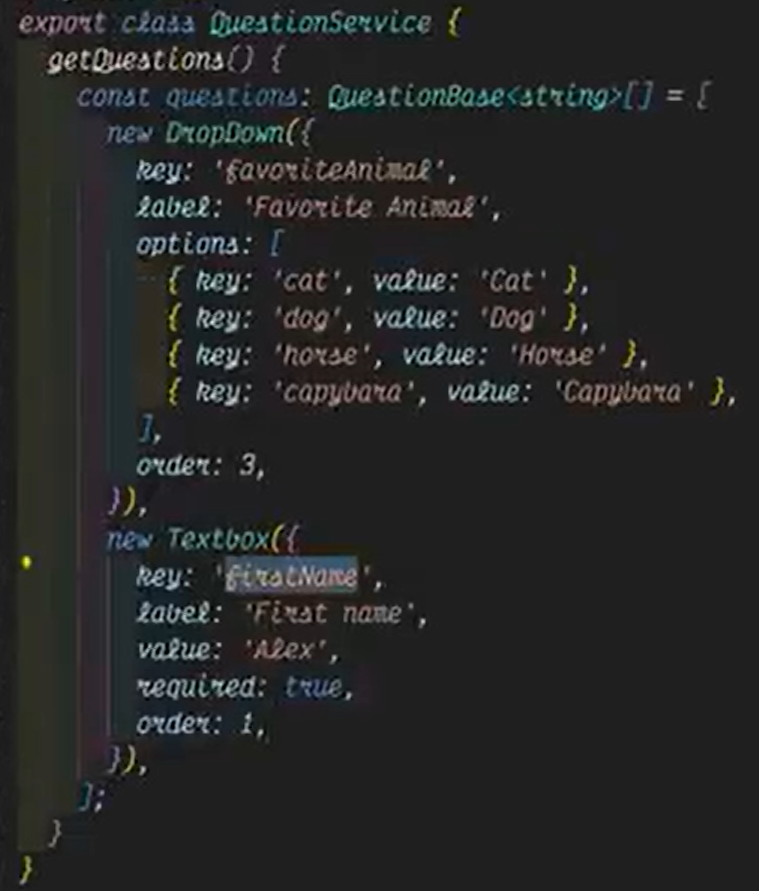 export class QuestionService {
getQuestions() {
const questions: QuestionBase<string>[] = [
new DropDown({
key: 'favoriteAnimal',
label: 'Favorite Animal',
options: [
{ key: 'cat', value: 'Cat' },
{ key: 'dog', value: 'Dog' },
{ key: 'horse', value: 'Horse' },
{ key: 'capybara', value: 'Capybara' },
],
order: 3,
}),
new Textbox({
key: 'firstName',
label: 'First name',
value: 'Alex',
required: true,
order: 1,
}),
];
}
}